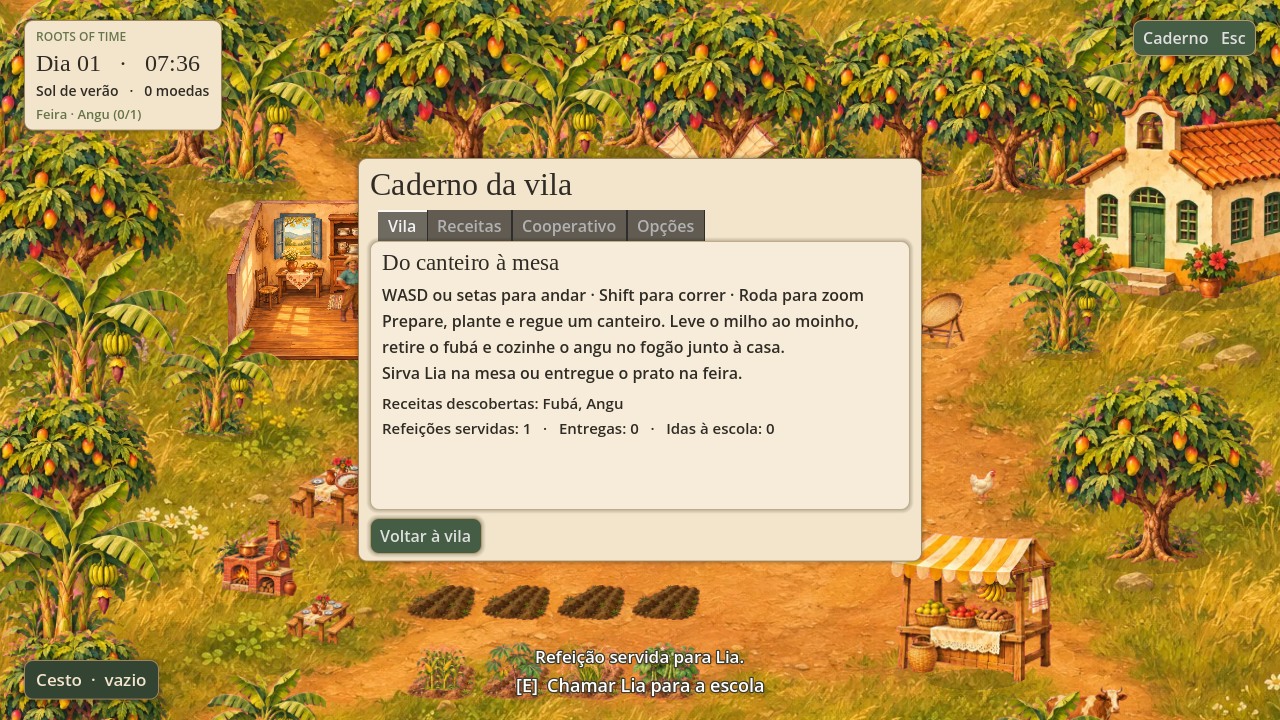 ROOTS OF TIME
Dia 01 · 07:36
Sol de verão · 0 moedas
Feira · Angu (0/1)
Caderno Esc
Caderno da vila
Vila
Receitas
Cooperativo
Opções
Do canteiro à mesa
WASD ou setas para andar · Shift para correr · Roda para zoom
Prepare, plante e regue um canteiro. Leve o milho ao moinho,
retire o fubá e cozinhe o angu no fogão junto à casa.
Sirva Lia na mesa ou entregue o prato na feira.
Receitas descobertas: Fubá, Angu
Refeições servidas: 1 · Entregas: 0 · Idas à escola: 0
Voltar à vila
Refeição servida para Lia.
[E] Chamar Lia para a escola
Cesto · vazio